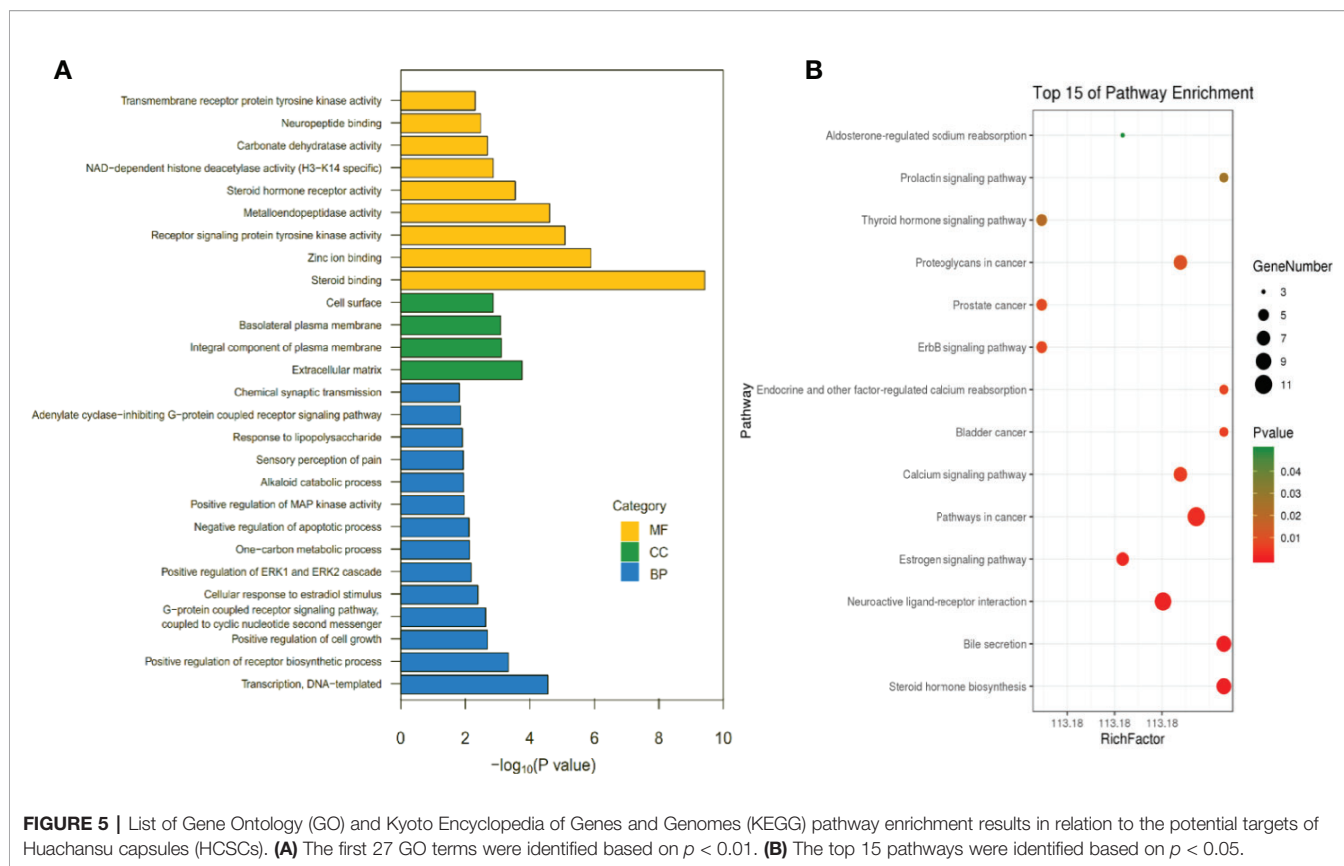 A
Transmembrane receptor protein tyrosine kinase activity
Neuropeptide binding
Carbonate dehydratase activity
NAD−dependent histone deacetylase activity (H3−K14 specific)
Steroid hormone receptor activity
Metalloendopeptidase activity
Receptor signaling protein tyrosine kinase activity
Zinc ion binding
Steroid binding
Cell surface
Basolateral plasma membrane
Integral component of plasma membrane
Extracellular matrix
Chemical synaptic transmission
Adenylate cyclase−inhibiting G−protein coupled receptor signaling pathway
Response to lipopolysaccharide
Sensory perception of pain
Alkaloid catabolic process
Positive regulation of MAP kinase activity
Negative regulation of apoptotic process
One−carbon metabolic process
Positive regulation of ERK1 and ERK2 cascade
Cellular response to estradiol stimulus
G−protein coupled receptor signaling pathway,
coupled to cyclic nucleotide second messenger
Positive regulation of cell growth
Positive regulation of receptor biosynthetic process
Transcription, DNA−templated
Category
MF
CC
BP
0 2 4 6 8 10
−log10(P value)
B
Top 15 of Pathway Enrichment
Pathway
Aldosterone-regulated sodium reabsorption
Prolactin signaling pathway
Thyroid hormone signaling pathway
Proteoglycans in cancer
Prostate cancer
ErbB signaling pathway
Endocrine and other factor-regulated calcium reabsorption
Bladder cancer
Calcium signaling pathway
Pathways in cancer
Estrogen signaling pathway
Neuroactive ligand-receptor interaction
Bile secretion
Steroid hormone biosynthesis
113.18 113.18 113.18
RichFactor
GeneNumber
3
5
7
9
11
Pvalue
0.04
0.03
0.02
0.01
FIGURE 5 | List of Gene Ontology (GO) and Kyoto Encyclopedia of Genes and Genomes (KEGG) pathway enrichment results in relation to the potential targets of
Huachansu capsules (HCSCs). (A) The first 27 GO terms were identified based on p < 0.01. (B) The top 15 pathways were identified based on p < 0.05.